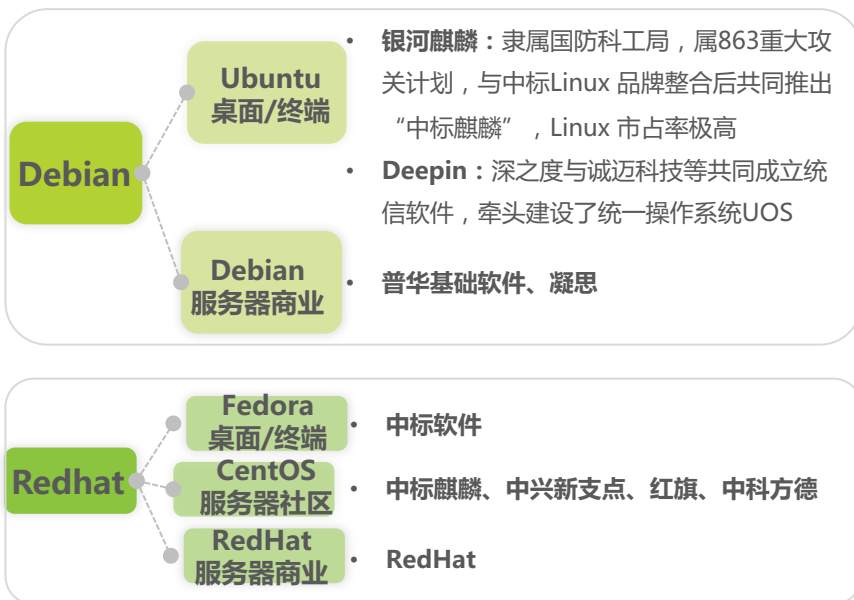 Debian
Ubuntu
桌面/终端
• 银河麒麟：隶属国防科工局，属863重大攻
关计划，与中标Linux 品牌整合后共同推出
“中标麒麟”，Linux 市占率极高
• Deepin：深之度与诚迈科技等共同成立统
信软件，牵头建设了统一操作系统UOS
Debian
服务器商业
• 普华基础软件、凝思
Redhat
Fedora
桌面/终端
• 中标软件
CentOS
服务器社区
• 中标麒麟、中兴新支点、红旗、中科方德
RedHat
服务器商业
• RedHat